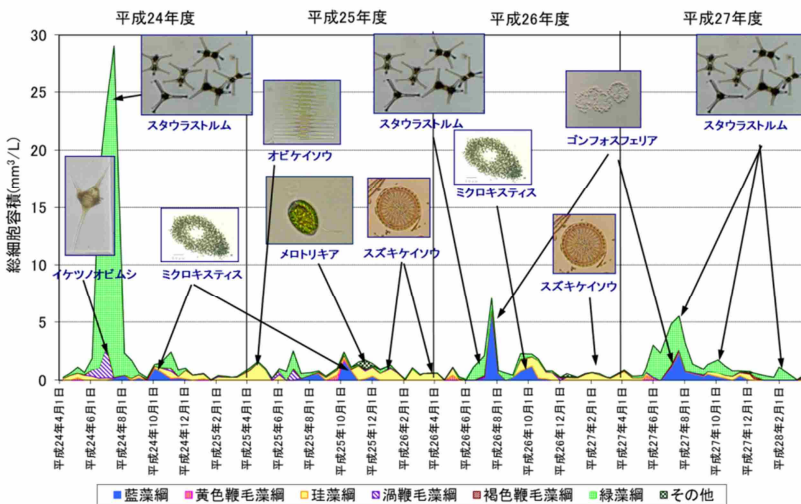 平成24年度
平成25年度
平成26年度
平成27年度
総細胞容積(mm³/L)
30
25
20
15
10
5
0
スタウラストルム
イケツノオビムシ
ミクロキスティス
オビケイソウ
メロトリキア
スズキケイソウ
スタウラストルム
ミクロキスティス
ゴンフォスフェリア
スズキケイソウ
スタウラストルム
平成24年4月1日
平成24年6月1日
平成24年8月1日
平成24年10月1日
平成24年12月1日
平成25年2月1日
平成25年4月1日
平成25年6月1日
平成25年8月1日
平成25年10月1日
平成25年12月1日
平成26年2月1日
平成26年4月1日
平成26年6月1日
平成26年8月1日
平成26年10月1日
平成26年12月1日
平成27年2月1日
平成27年4月1日
平成27年6月1日
平成27年8月1日
平成27年10月1日
平成27年12月1日
平成28年2月1日
藍藻綱
黄色鞭毛藻綱
珪藻綱
渦鞭毛藻綱
褐色鞭毛藻綱
緑藻綱
その他